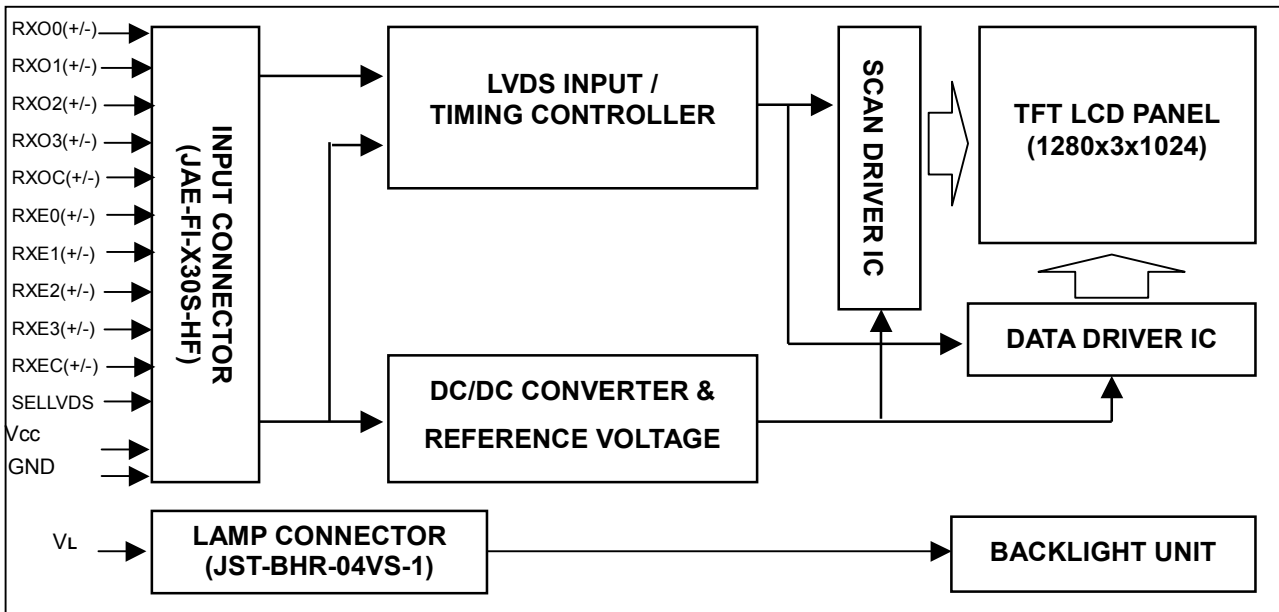 RXO0(+/-)
RXO1(+/-)
RXO2(+/-)
RXO3(+/-)
RXOC(+/-)
RXE0(+/-)
RXE1(+/-)
RXE2(+/-)
RXE3(+/-)
RXEC(+/-)
SELLVDS
Vcc
GND
INPUT CONNECTOR
(JAE-FI-X30S-HF)
LVDS INPUT /
TIMING CONTROLLER
SCAN DRIVER IC
TFT LCD PANEL
(1280x3x1024)
DATA DRIVER IC
DC/DC CONVERTER &
REFERENCE VOLTAGE
VL
LAMP CONNECTOR
(JST-BHR-04VS-1)
BACKLIGHT UNIT